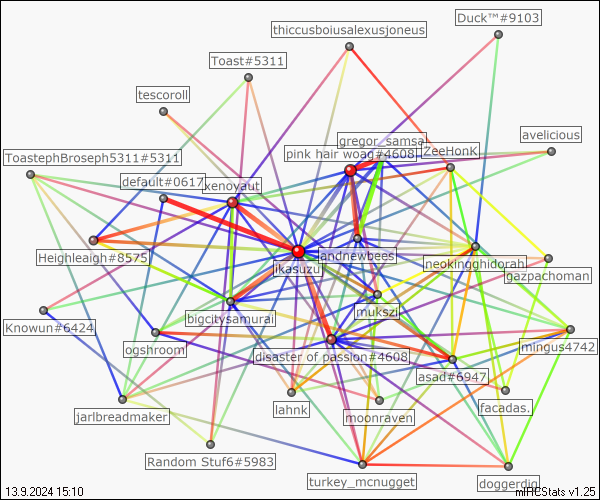 Duck™#9103
thiccusboiusalexusjoneus
Toast#5311
tescoroll
avelicious
gregor_samsa
pink hair woag#4608
ZeeHonK
ToastephBroseph5311#5311
default#0617
xenoyaut
andnewbees
neokingghidorah
Heighleaigh#8575
ikasuzui
gazpachoman
mukszi
bigcitysamurai
Knowun#6424
ogshroom
disaster of passion#4608
mingus4742
asad#6947
lahnk
moonraven
facadas.
jarlbreadmaker
Random Stuf6#5983
turkey_mcnugget
doggerdig
13.9.2024 15:10
mIRCStats v1.25